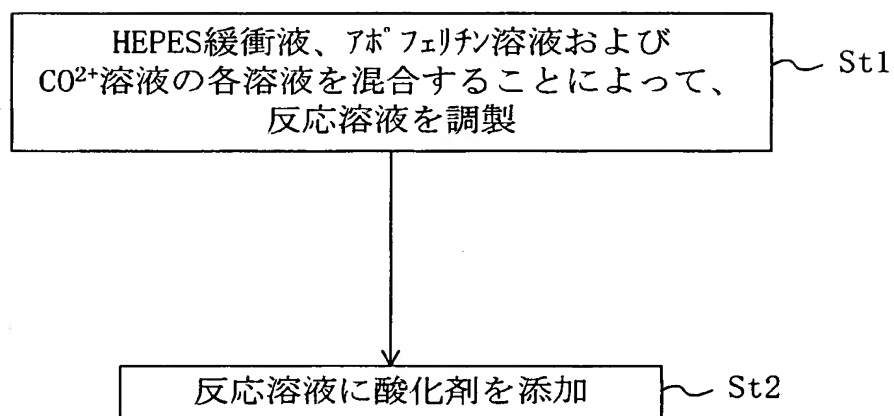 HEPES緩衝液、アポフェリチン溶液および
CO²⁺溶液の各溶液を混合することによって、
反応溶液を調製
St1
反応溶液に酸化剤を添加
St2